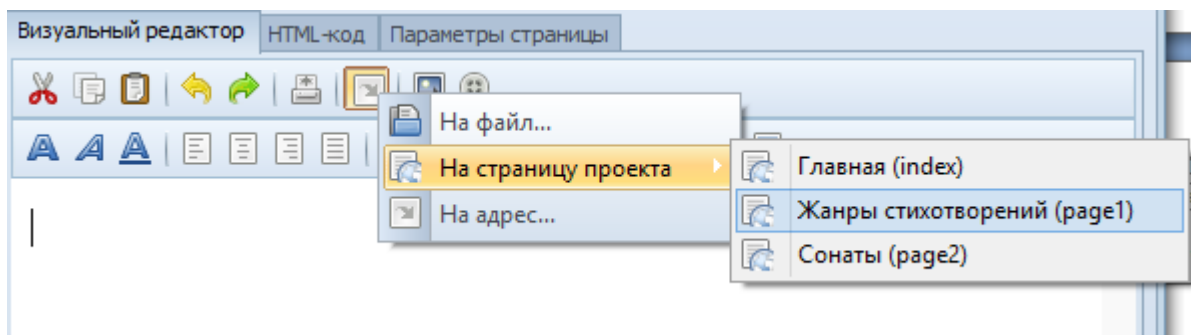 Визуальный редактор HTML-код Параметры страницы
На файл...
На страницу проекта
На адрес...
Главная (index)
Жанры стихотворений (page1)
Сонаты (page2)